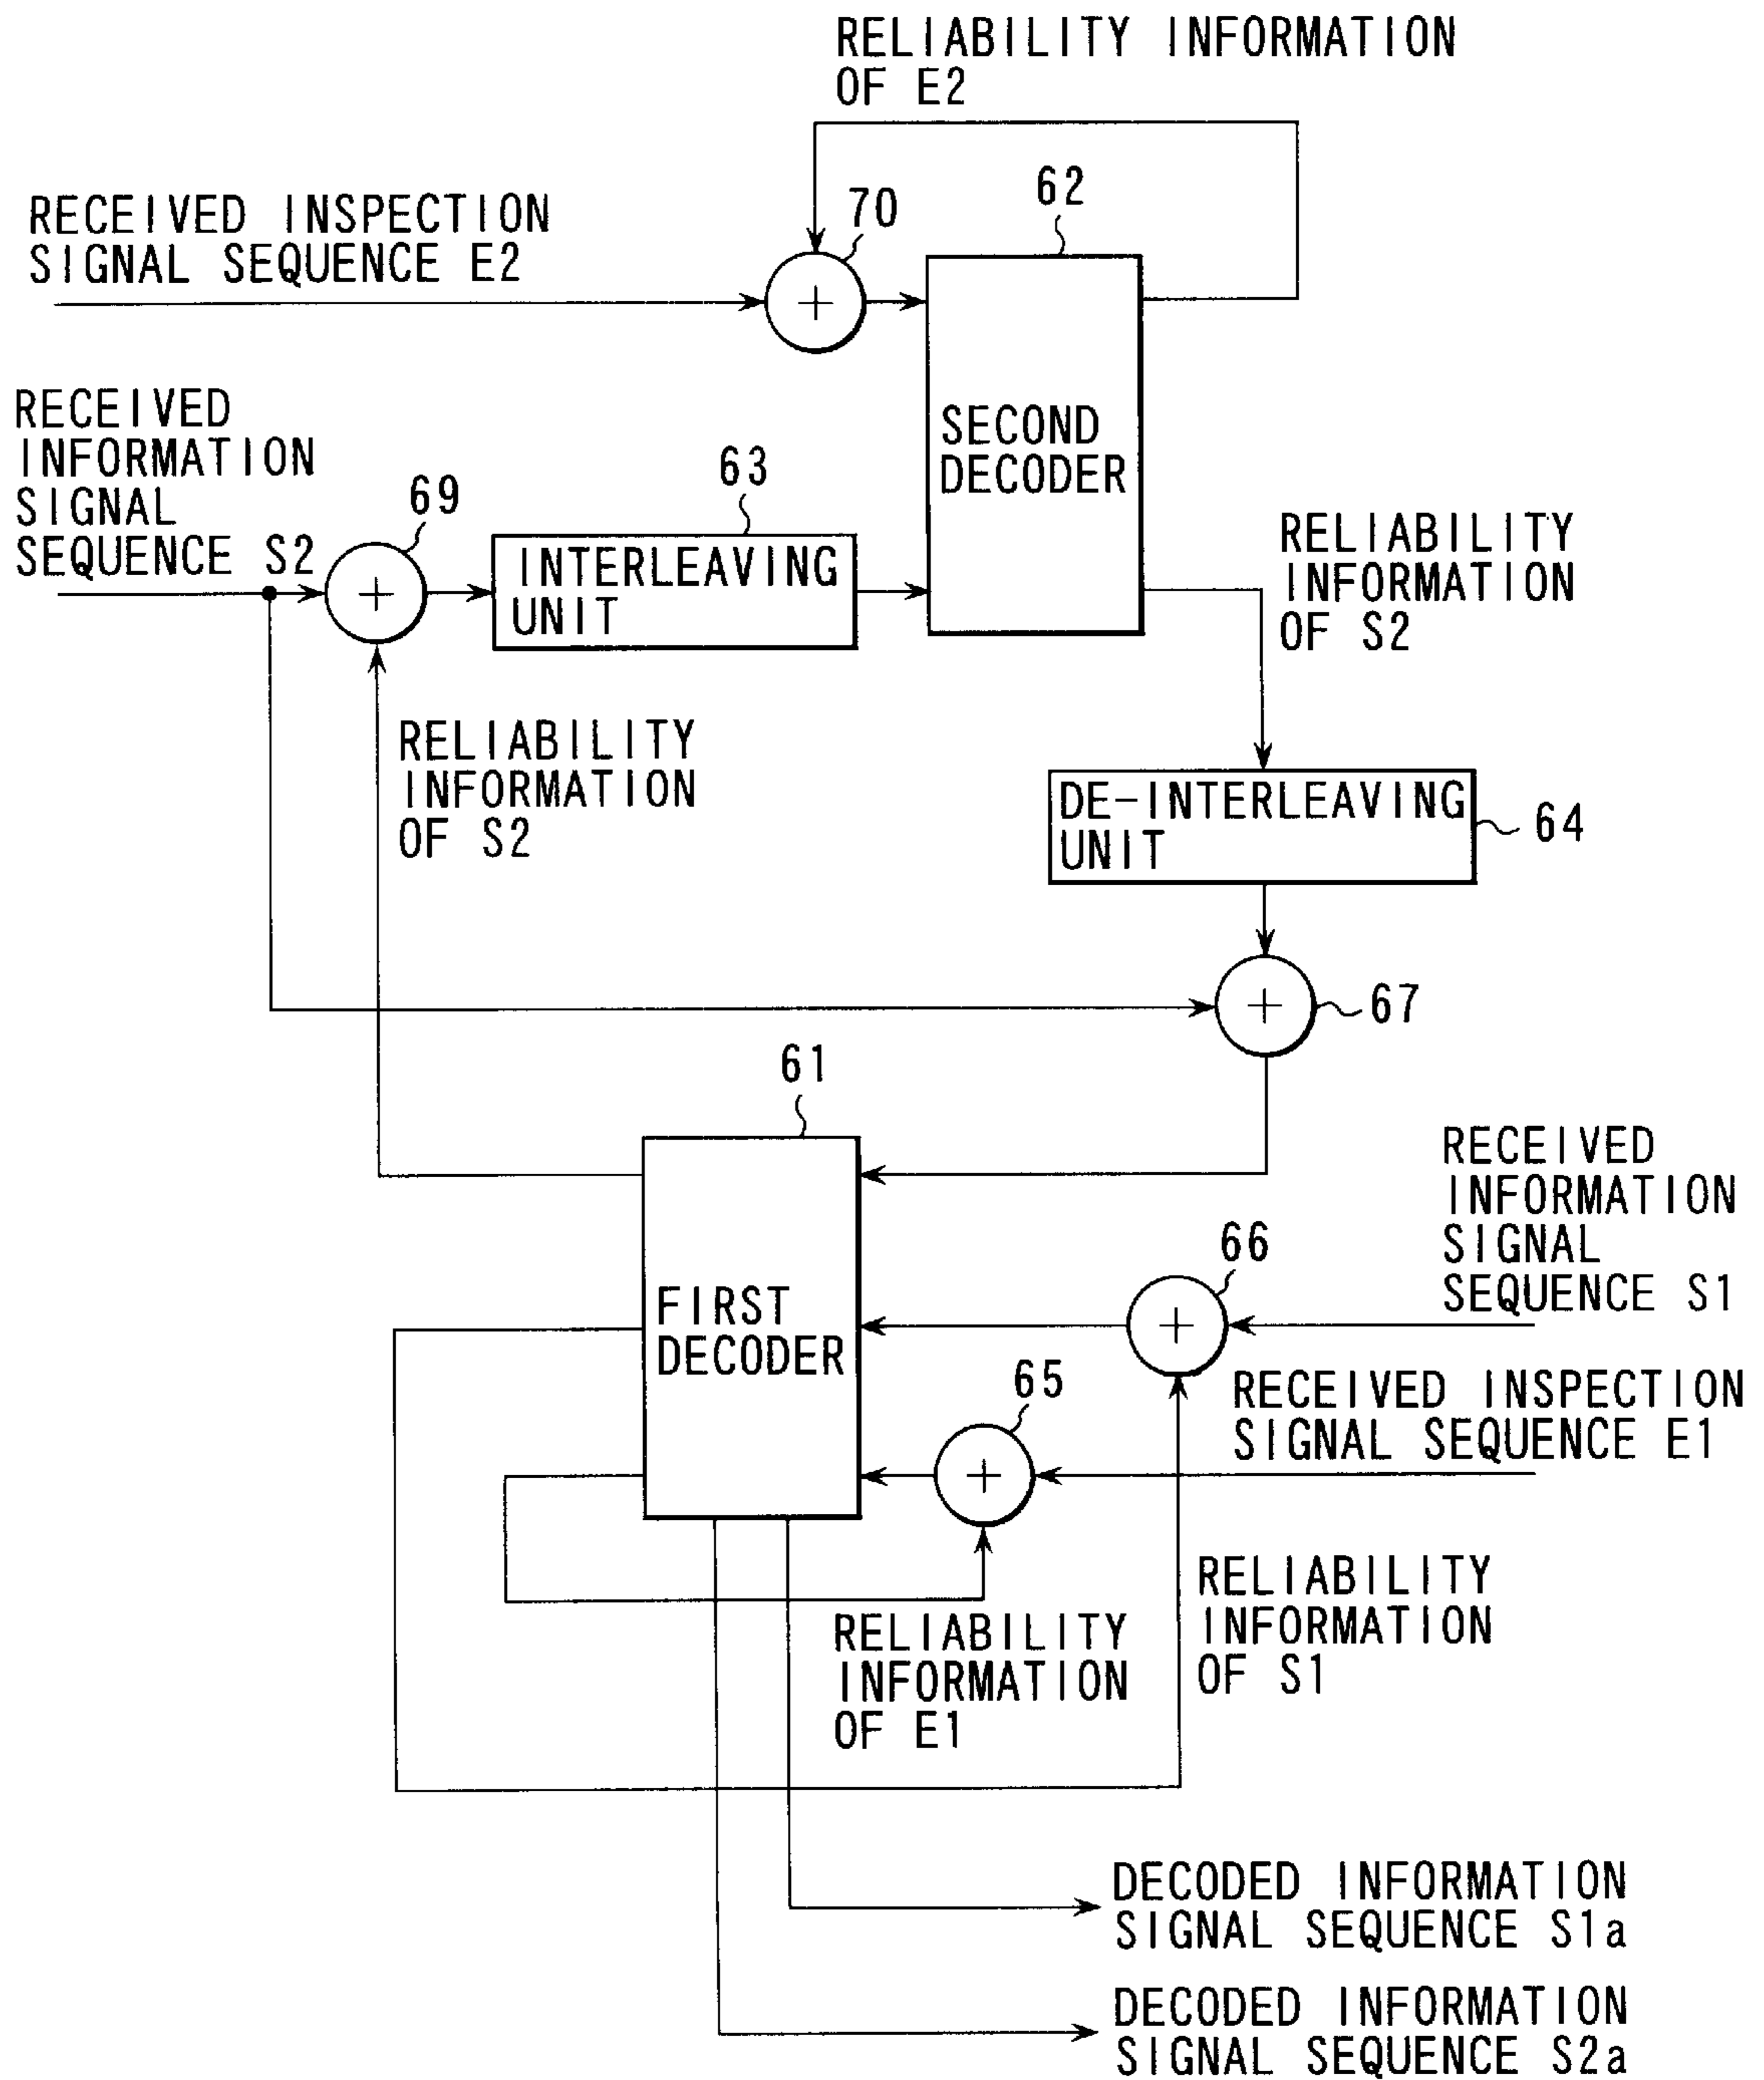 RELIABILITY INFORMATION
OF E2
62
70
RECEIVED INSPECTION
SIGNAL SEQUENCE E2
RECEIVED
INFORMATION
SIGNAL
SEQUENCE S2
69
63
INTERLEAVING
UNIT
SECOND
DECODER
RELIABILITY
INFORMATION
OF S2
RELIABILITY
INFORMATION
OF S2
DE-INTERLEAVING
UNIT
64
+
+
+
67
61
FIRST
DECODER
RECEIVED
INFORMATION
SIGNAL
SEQUENCE S1
66
+
65
+
RECEIVED INSPECTION
SIGNAL SEQUENCE E1
RELIABILITY
INFORMATION
OF S1
RELIABILITY
INFORMATION
OF E1
DECODED INFORMATION
SIGNAL SEQUENCE S1a
DECODED INFORMATION
SIGNAL SEQUENCE S2a